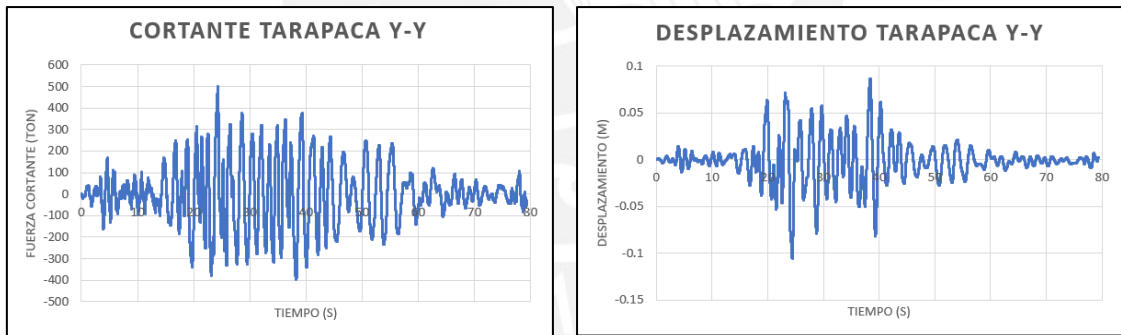 CORTANTE TARAPACA Y-Y
600
500
400
300
200
100
0
-100
-200
-300
-400
-500
0 10 20 30 40 50 60 70 80
FUERZA CORTANTE (TON)
TIEMPO (S)
DESPLAZAMIENTO TARAPACA Y-Y
0.1
0.05
0
-0.05
-0.1
-0.15
0 10 20 30 40 50 60 70 80
DESPLAZAMIENTO (M)
TIEMPO (S)